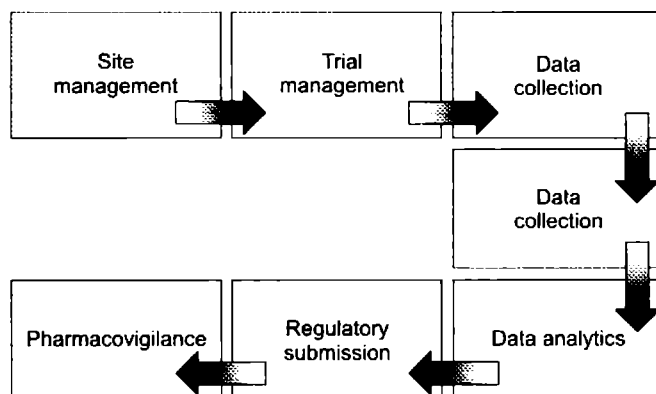 Site
management
Trial
management
Data
collection
Data
collection
Pharmacovigilance
Regulatory
submission
Data analytics